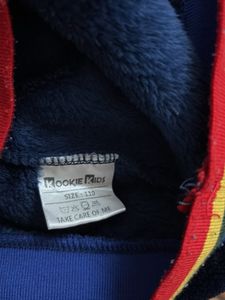 KOOKIE KIDS
SIZE - 110
TAKE CARE OF ME